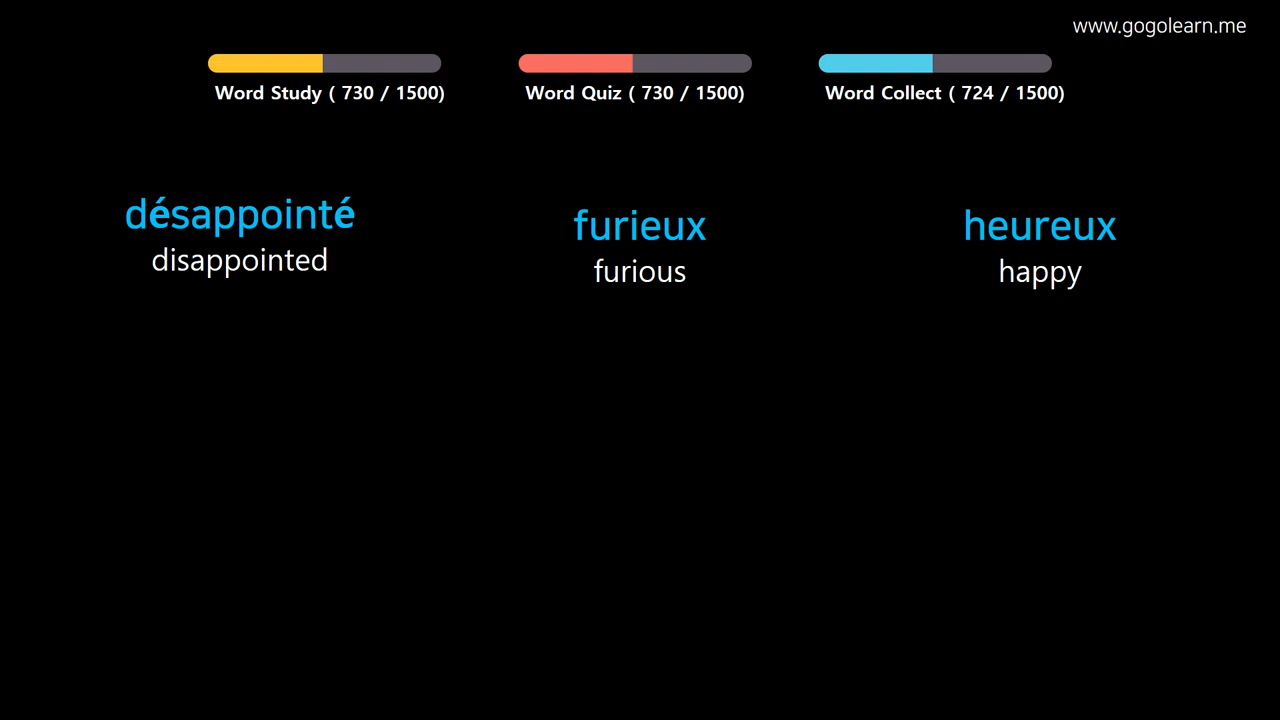 www.gogolearn.me
Word Study ( 730 / 1500)
Word Quiz ( 730 / 1500)
Word Collect ( 724 / 1500)
désappointé
disappointed
furieux
furious
heureux
happy